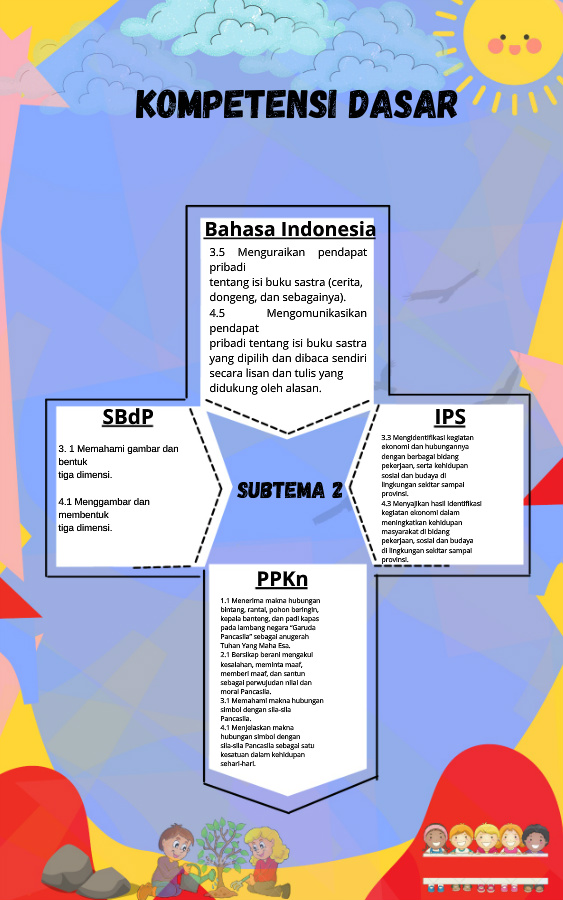 KOMPETENSI DASAR
Bahasa Indonesia
3.5 Menguraikan pendapat
pribadi
tentang isi buku sastra (cerita,
dongeng, dan sebagainya).
4.5 Mengomunikasikan
pendapat
pribadi tentang isi buku sastra
yang dipilih dan dibaca sendiri
secara lisan dan tulis yang
didukung oleh alasan.
SBdP
3. 1 Memahami gambar dan
bentuk
tiga dimensi.
4.1 Menggambar dan
membentuk
tiga dimensi.
SUBTEMA 2
IPS
3.3 Mengidentifikasi kegiatan
ekonomi dan hubungannya
dengan berbagai bidang
pekerjaan, serta kehidupan
sosial dan budaya di
lingkungan sekitar sampai
provinsi.
4.3 Menyajikan hasil identifikasi
kegiatan ekonomi dalam
meningkatkan kehidupan
masyarakat di bidang
pekerjaan, sosial dan budaya
di lingkungan sekitar sampai
provinsi.
PPKn
1.1 Menerima makna hubungan
bintang, rantai, pohon beringin,
kepala banteng, dan padi kapas
pada lambang negara “Garuda
Pancasila” sebagai anugerah
Tuhan Yang Maha Esa.
2.1 Bersikap berani mengakui
kesalahan, meminta maaf,
memberi maaf, dan santun
sebagai perwujudan nilai dan
moral Pancasila.
3.1 Memahami makna hubungan
simbol dengan sila-sila
Pancasila.
4.1 Menjelaskan makna
hubungan simbol dengan
sila-sila Pancasila sebagai satu
kesatuan dalam kehidupan
sehari-hari.